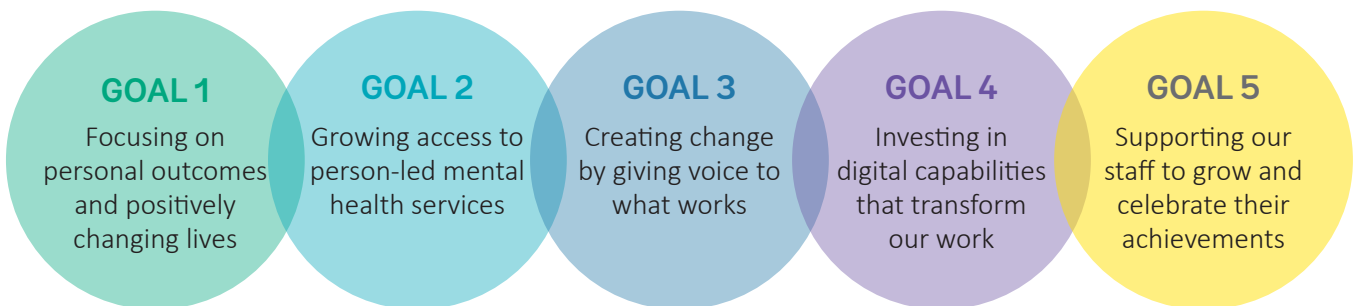 GOAL 1
Focusing on
personal outcomes
and positively
changing lives
GOAL 2
Growing access to
person-led mental
health services
GOAL 3
Creating change
by giving voice to
what works
GOAL 4
Investing in
digital capabilities
that transform
our work
GOAL 5
Supporting our
staff to grow and
celebrate their
achievements